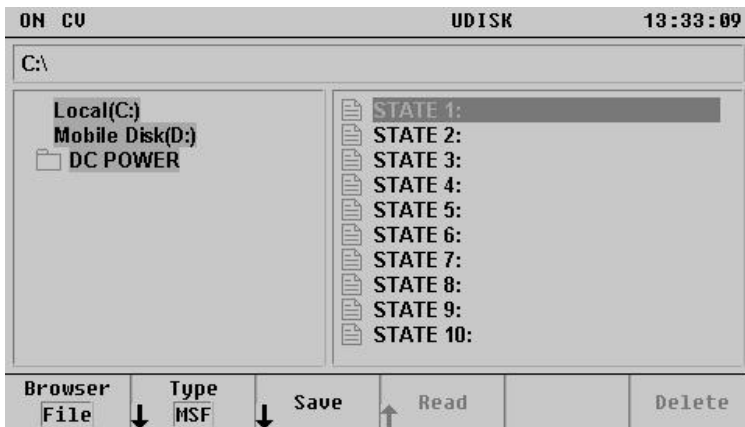 ON CV UDISK 13:33:09
C:\
Local(C:)
Mobile Disk(D:)
DC POWER
STATE 1:
STATE 2:
STATE 3:
STATE 4:
STATE 5:
STATE 6:
STATE 7:
STATE 8:
STATE 9:
STATE 10:
Browser Type Save Read Delete
File MSF